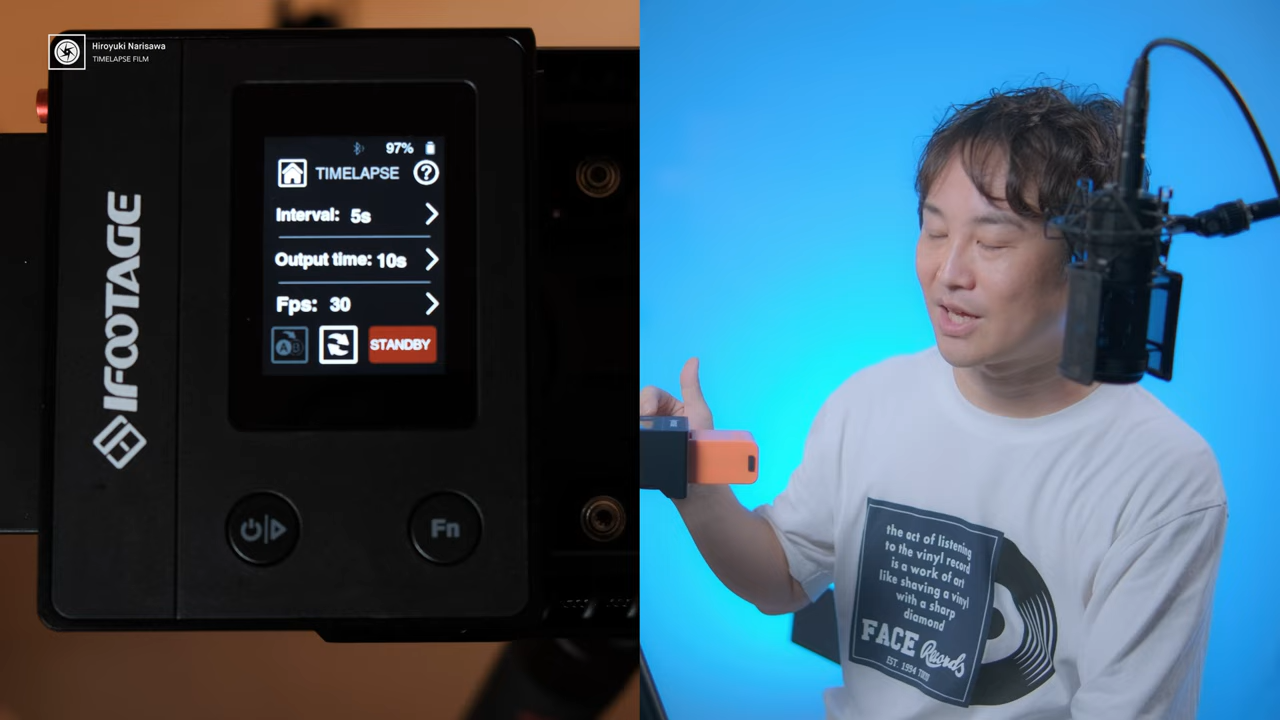 Hiroyuki Narisawa
TIMELAPSE FILM
97%
TIMELAPSE ?
Interval: 5s
Output time: 10s
Fps: 30
AB
STANDBY
IFOOTAGE
Fn
the act of listening
to the vinyl record
is a work of art
like shaving a vinyl
with a sharp
diamond
FACE Records
EST. 1994 TOKYO